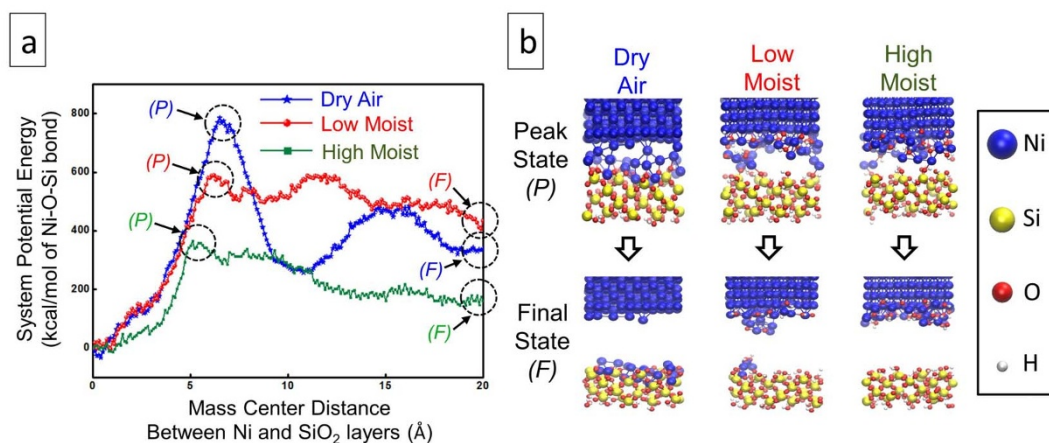 a
System Potential Energy
(kcal/mol of Ni-O-Si bond)
800
600
400
200
0
0
5
10
15
20
Mass Center Distance
Between Ni and SiO₂ layers (Å)
Dry Air
Low Moist
High Moist
(P)
(P)
(P)
(F)
(F)
(F)
b
Dry
Air
Low
Moist
High
Moist
Peak
State
(P)
Final
State
(F)
Ni
Si
O
H